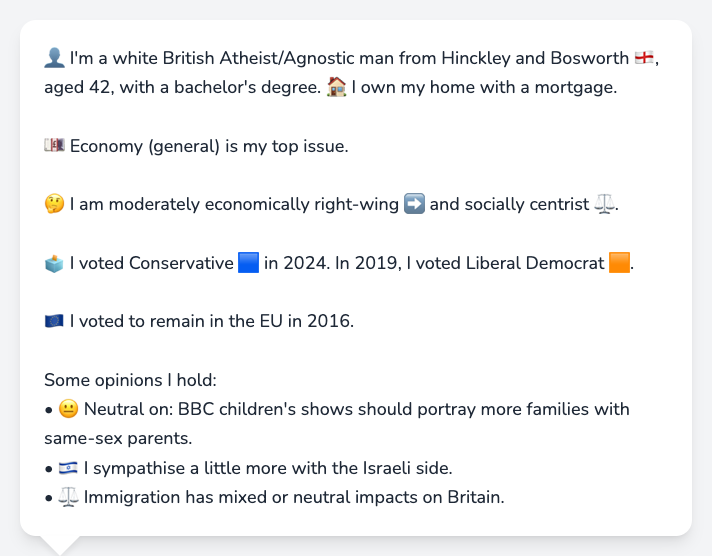 👤 I'm a white British Atheist/Agnostic man from Hinckley and Bosworth 🏴󠁧󠁢󠁥󠁮󠁧󠁿,
aged 42, with a bachelor's degree. 🏠 I own my home with a mortgage.
💷 Economy (general) is my top issue.
🤔 I am moderately economically right-wing ➡️ and socially centrist ⚖️.
🗳️ I voted Conservative 🟦 in 2024. In 2019, I voted Liberal Democrat 🟧.
🇪🇺 I voted to remain in the EU in 2016.
Some opinions I hold:
• 😐 Neutral on: BBC children's shows should portray more families with
same-sex parents.
• 🇮🇱 I sympathise a little more with the Israeli side.
• ⚖️ Immigration has mixed or neutral impacts on Britain.